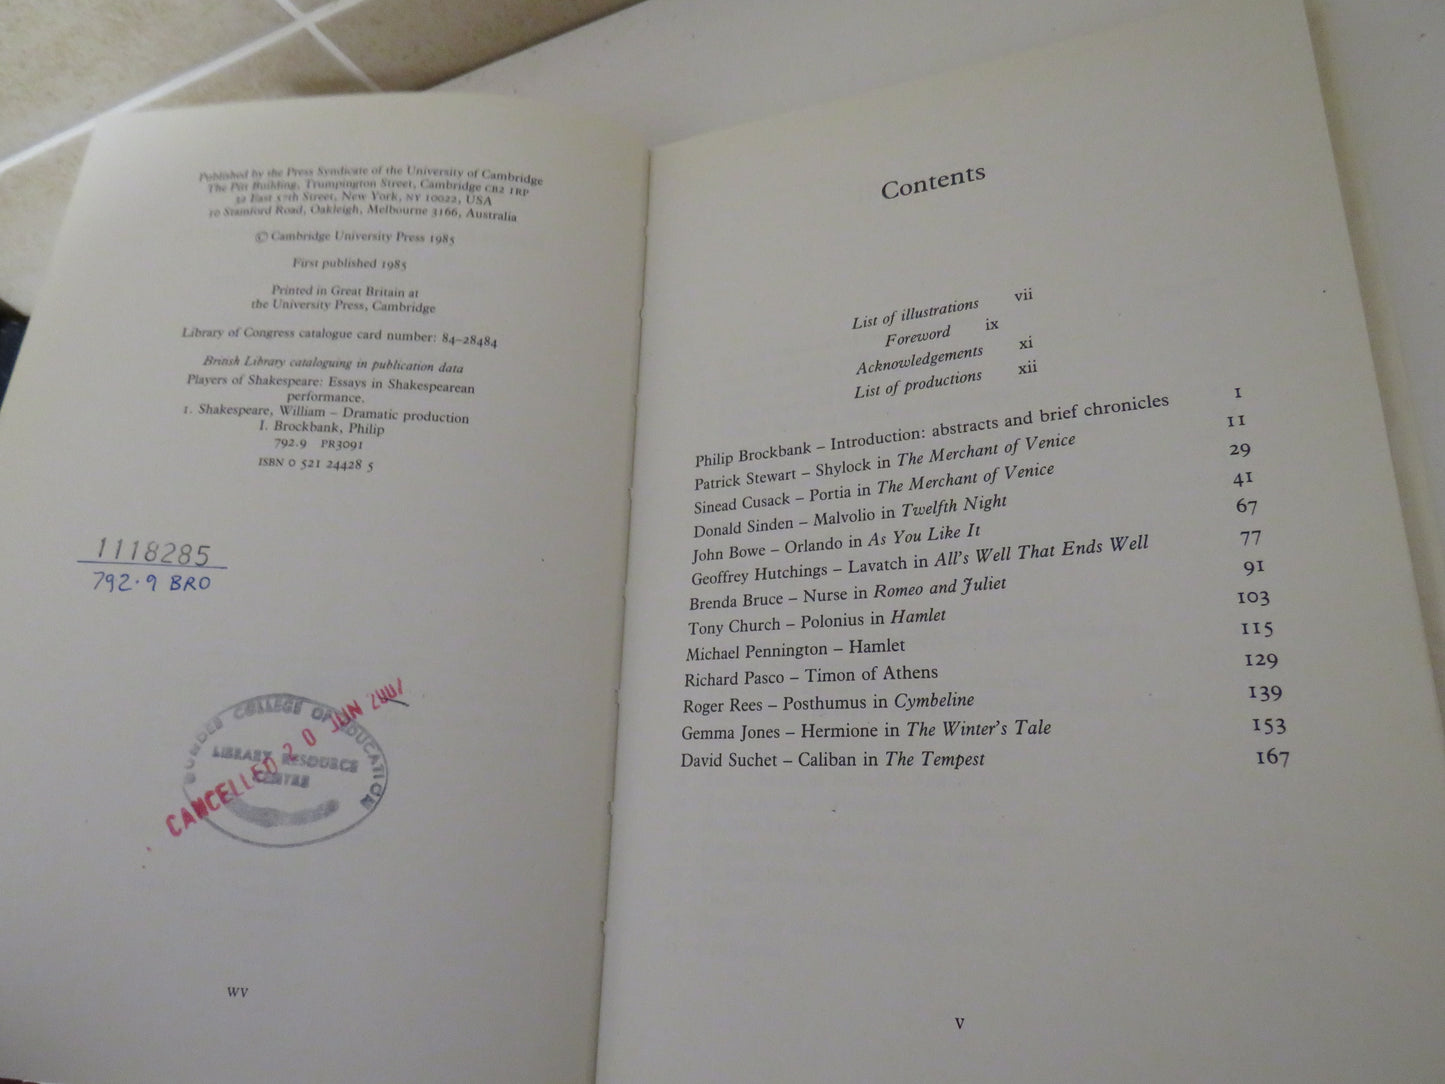 Published by the Press Syndicate of the University of Cambridge
The Pitt Building, Trumpington Street, Cambridge CB2 1RP
32 East 57th Street, New York, NY 10022, USA
10 Stamford Road, Oakleigh, Melbourne 3166, Australia
© Cambridge University Press 1985
First published 1985
Printed in Great Britain at
the University Press, Cambridge
Library of Congress catalogue card number: 84–28484
British Library cataloguing in publication data
Players of Shakespeare: Essays in Shakespearean
performance.
1. Shakespeare, William – Dramatic production
I. Brockbank, Philip
792.9 PR3091
ISBN 0 521 24428 5
1118285
792.9 BRO
COLLEGE OF EDUCATION
LIBRARY RESOURCE
CENTRE
CANCELLED 20 JUN 2007
WV
Contents
List of illustrations vii
Foreword ix
Acknowledgements xi
List of productions xii
Philip Brockbank – Introduction: abstracts and brief chronicles 1
Patrick Stewart – Shylock in The Merchant of Venice 11
Sinead Cusack – Portia in The Merchant of Venice 29
Donald Sinden – Malvolio in Twelfth Night 41
John Bowe – Orlando in As You Like It 67
Geoffrey Hutchings – Lavatch in All's Well That Ends Well 77
Brenda Bruce – Nurse in Romeo and Juliet 91
Tony Church – Polonius in Hamlet 103
Michael Pennington – Hamlet 115
Richard Pasco – Timon of Athens 129
Roger Rees – Posthumus in Cymbeline 139
Gemma Jones – Hermione in The Winter's Tale 153
David Suchet – Caliban in The Tempest 167
v